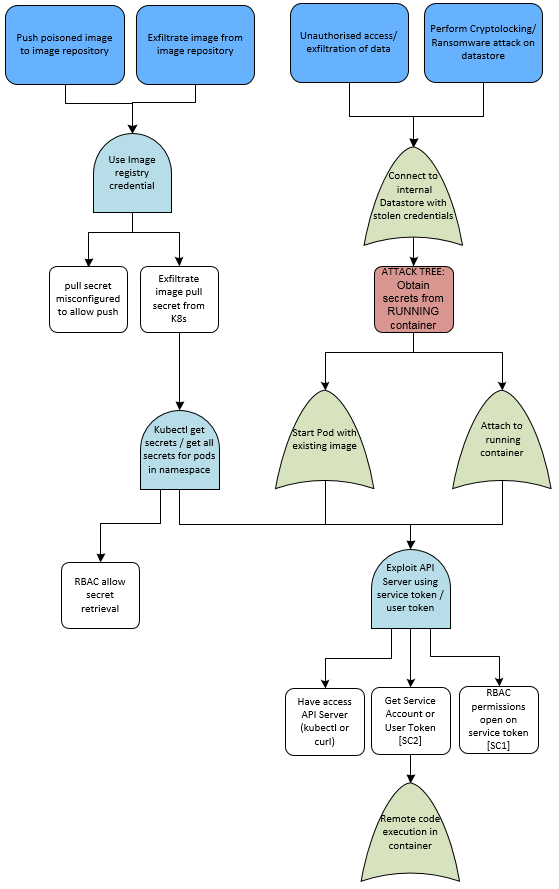 Push poisoned image
to image repository
Exfiltrate image from
image repository
Unauthorised access/
exfiltration of data
Perform Cryptolocking/
Ransomware attack on
datastore
Use Image
registry
credential
Connect to
internal
Datastore with
stolen credentials
pull secret
misconfigured
to allow push
Exfiltrate
image pull
secret from
K8s
ATTACK TREE:
Obtain
secrets from
RUNNING
container
Kubectl get
secrets / get all
secrets for pods
in namespace
Start Pod with
existing image
Attach to
running
container
RBAC allow
secret
retrieval
Exploit API
Server using
service token /
user token
Have access
API Server
(kubectl or
curl)
Get Service
Account or
User Token
[SC2]
RBAC
permissions
open on
service token
[SC1]
Remote code
execution in
container